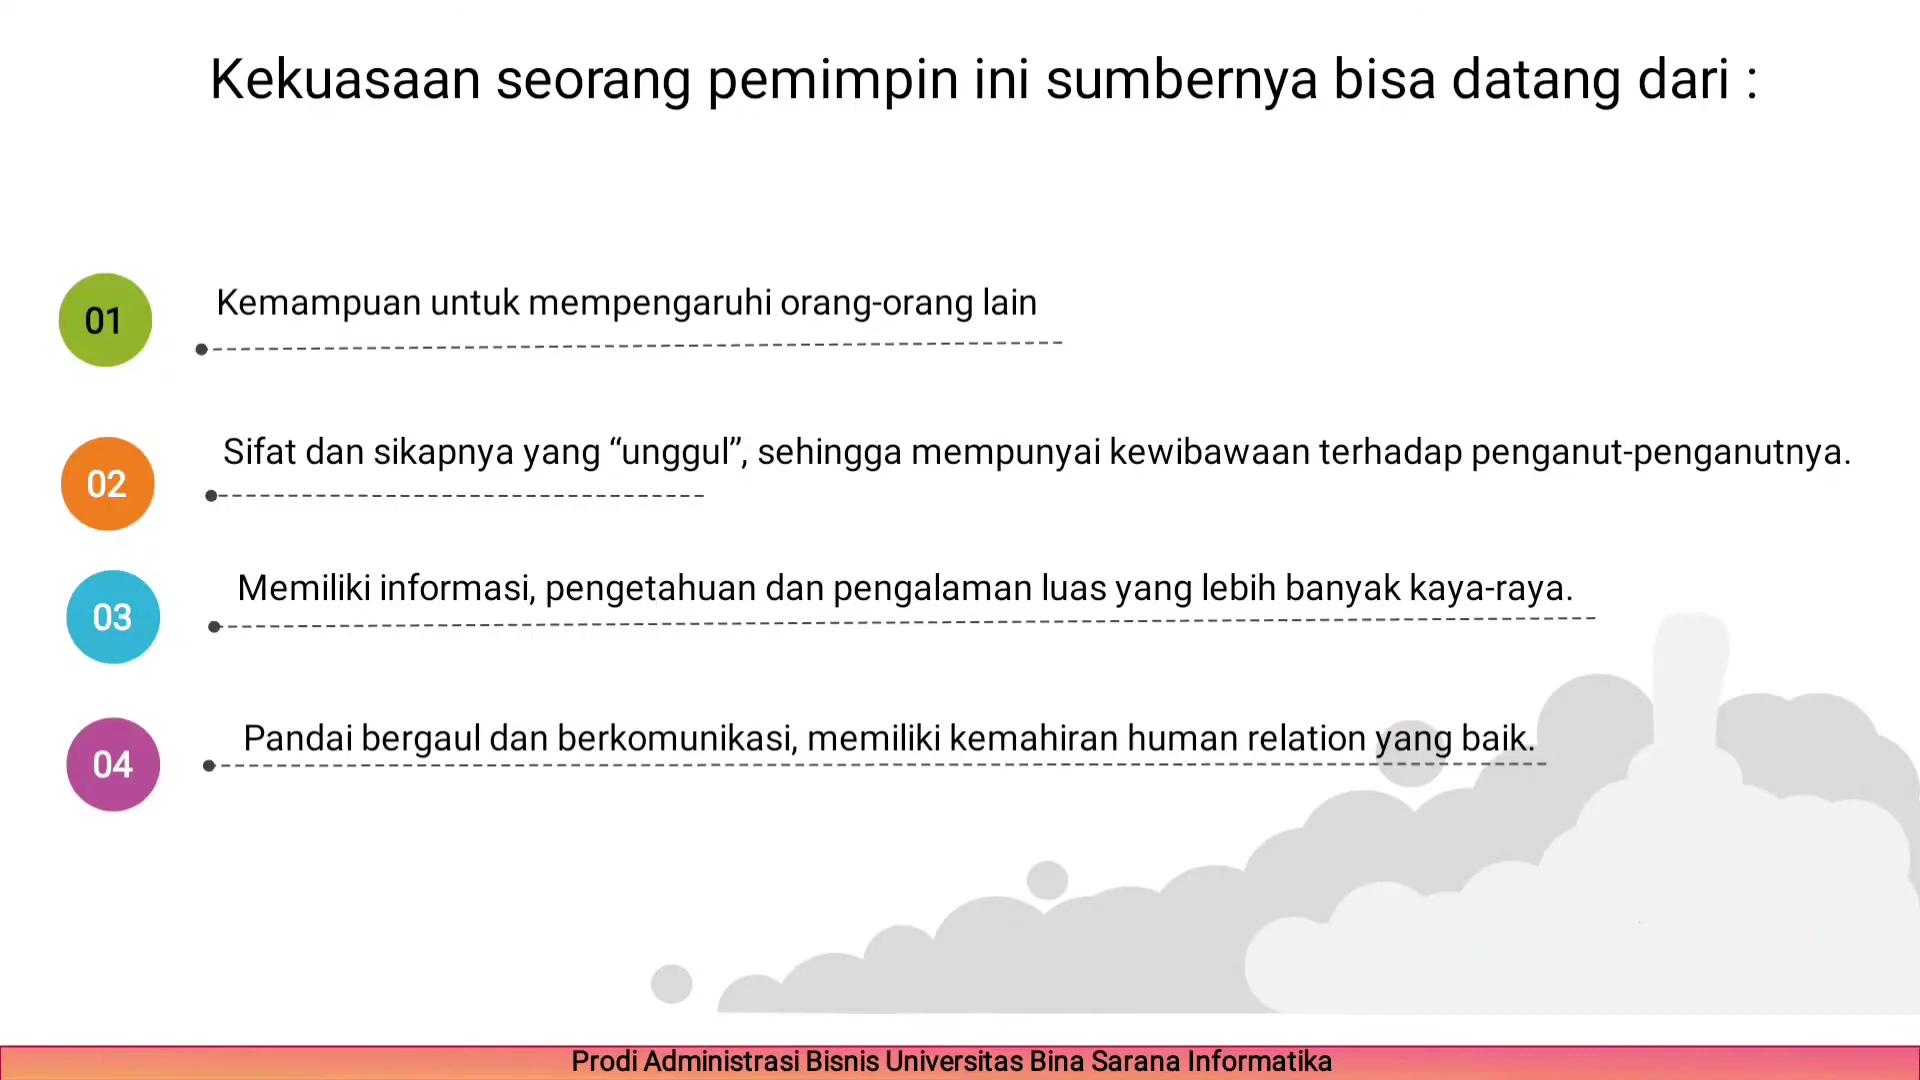 Kekuasaan seorang pemimpin ini sumbernya bisa datang dari :
01
Kemampuan untuk mempengaruhi orang-orang lain
02
Sifat dan sikapnya yang “unggul”, sehingga mempunyai kewibawaan terhadap penganut-penganutnya.
03
Memiliki informasi, pengetahuan dan pengalaman luas yang lebih banyak kaya-raya.
04
Pandai bergaul dan berkomunikasi, memiliki kemahiran human relation yang baik.
Prodi Administrasi Bisnis Universitas Bina Sarana Informatika